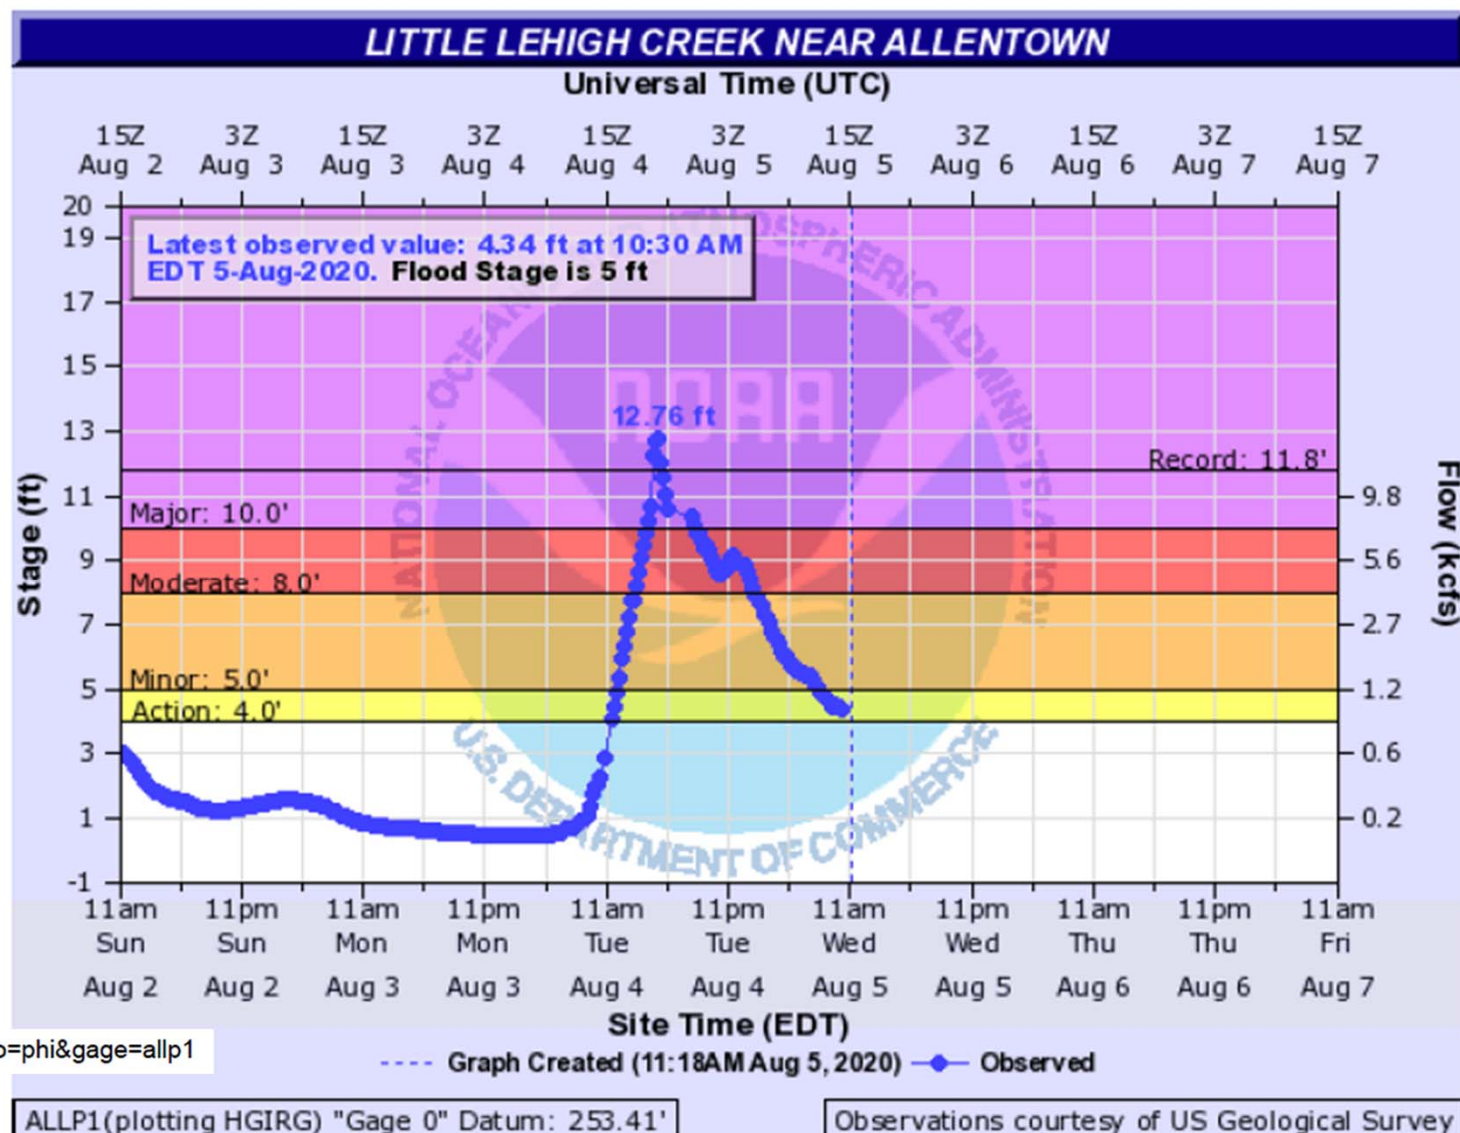 LITTLE LEHIGH CREEK NEAR ALLENTOWN
Universal Time (UTC)
15Z 3Z 15Z 3Z 15Z 3Z 15Z 3Z 15Z 3Z 15Z
Aug 2 Aug 3 Aug 3 Aug 4 Aug 4 Aug 5 Aug 5 Aug 6 Aug 6 Aug 7 Aug 7
20
19
Latest observed value: 4.34 ft at 10:30 AM
EDT 5-Aug-2020. Flood Stage is 5 ft
17
15
NATIONAL OCEANIC AND ATMOSPHERIC ADMINISTRATION
NOAA
12.76 ft
13
Record: 11.8'
11 9.8
Major: 10.0'
9 5.6
Moderate: 8.0'
Stage (ft)
Flow (kcfs)
7 2.7
Minor: 5.0'
5 1.2
Action: 4.0'
3 0.6
U.S. DEPARTMENT OF COMMERCE
1 0.2
-1
11am 11pm 11am 11pm 11am 11pm 11am 11pm 11am 11pm 11am
Sun Sun Mon Mon Tue Tue Wed Wed Thu Thu Fri
Aug 2 Aug 2 Aug 3 Aug 3 Aug 4 Aug 4 Aug 5 Aug 5 Aug 6 Aug 6 Aug 7
Site Time (EDT)
o=phi&gage=allp1
Graph Created (11:18AM Aug 5, 2020) Observed
ALLP1(plotting HGIRG) "Gage 0" Datum: 253.41'
Observations courtesy of US Geological Survey